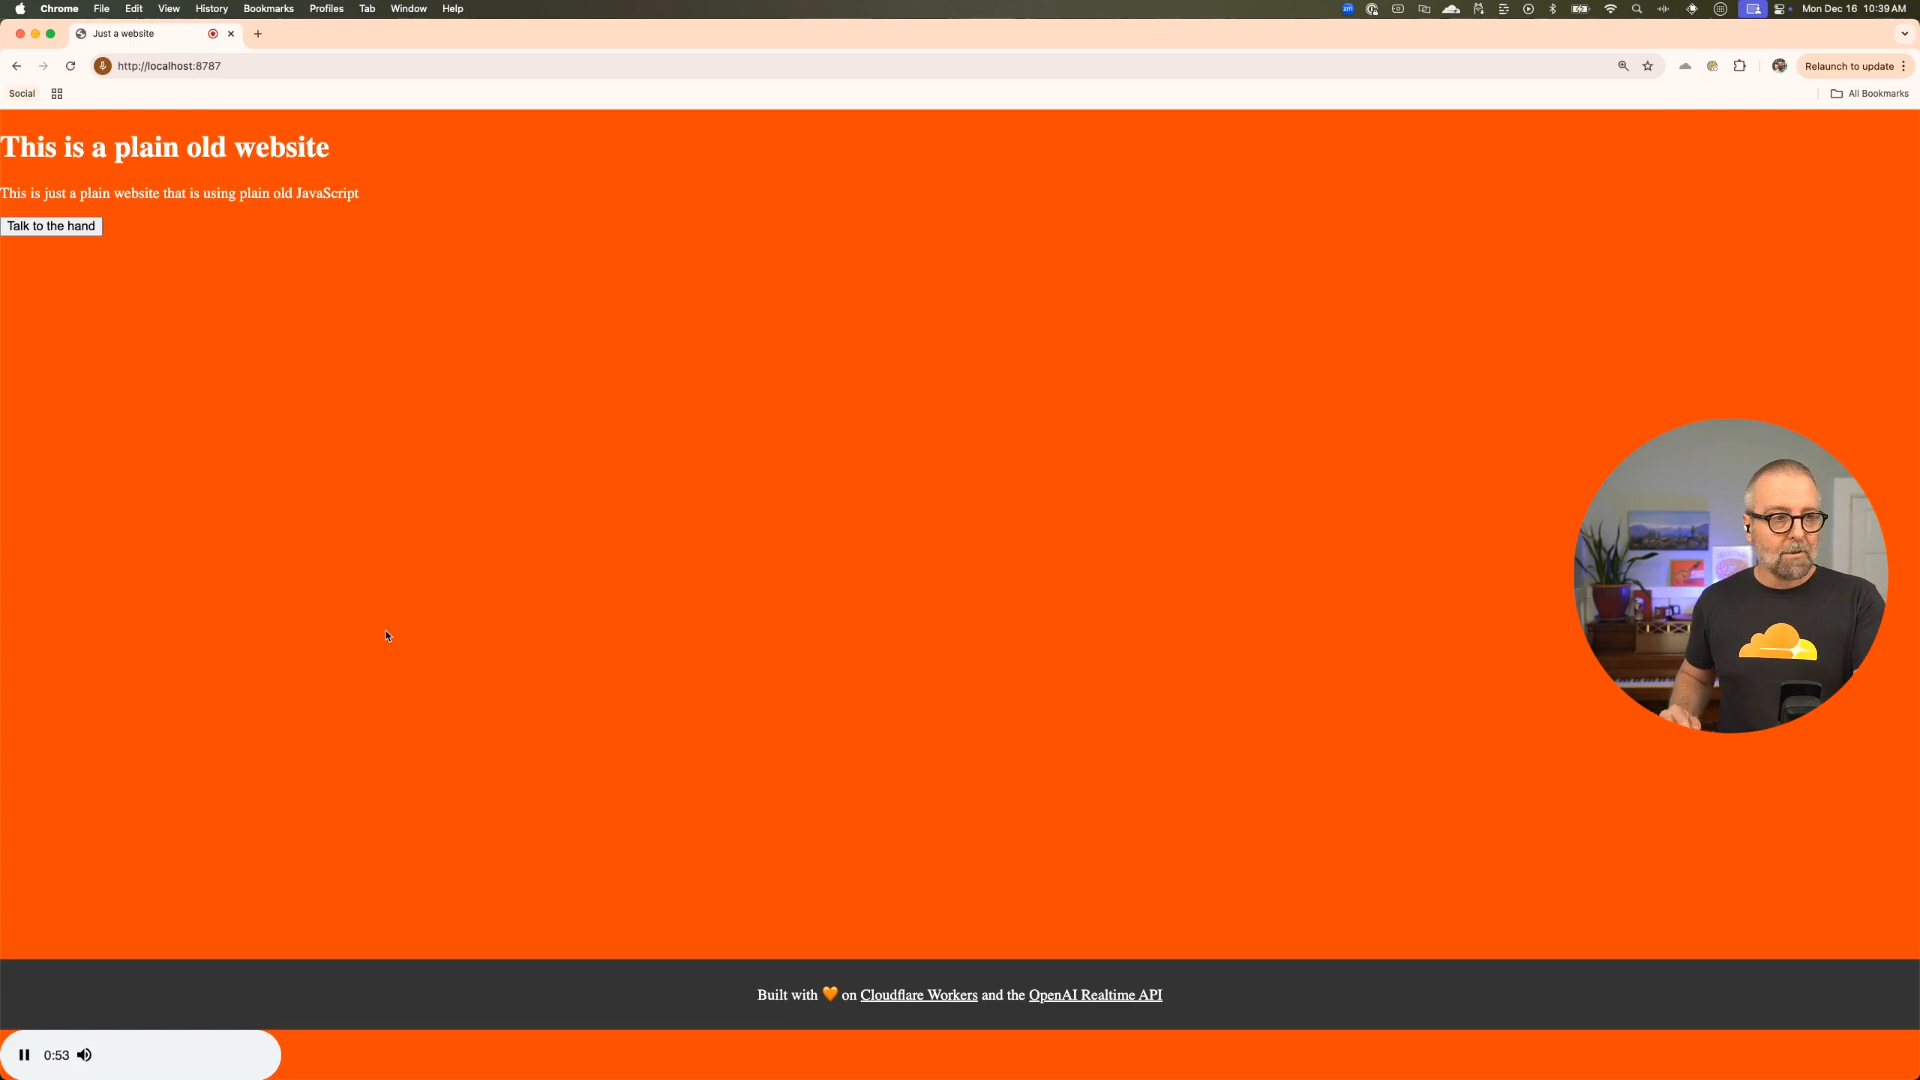 Chrome File Edit View History Bookmarks Profiles Tab Window Help
zm
Mon Dec 16 10:39 AM
Just a website
http://localhost:8787
Relaunch to update
Social
All Bookmarks
This is a plain old website
This is just a plain website that is using plain old JavaScript
Talk to the hand
Built with 🧡 on Cloudflare Workers and the OpenAI Realtime API
0:53